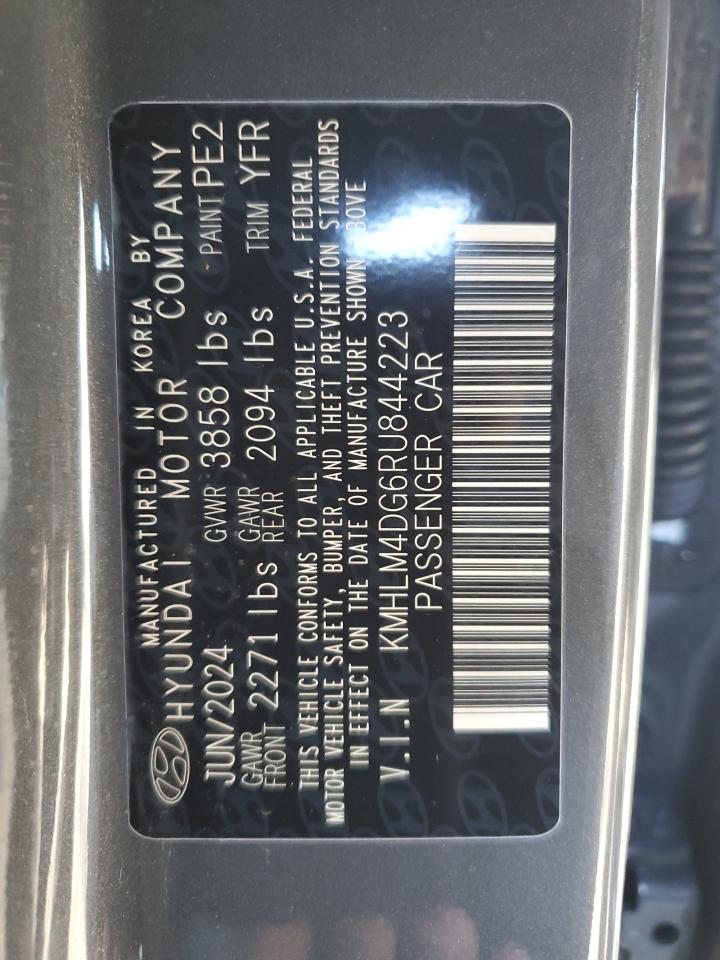 MANUFACTURED IN KOREA BY
HYUNDAI MOTOR COMPANY
JUN/2024 GVWR 3858 lbs PAINT PE2
GAWR FRONT 2271 lbs GAWR REAR 2094 lbs TRIM YFR
THIS VEHICLE CONFORMS TO ALL APPLICABLE U.S.A. FEDERAL
MOTOR VEHICLE SAFETY, BUMPER, AND THEFT PREVENTION STANDARDS
IN EFFECT ON THE DATE OF MANUFACTURE SHOWN
V.I.N KMHLM4DG6RU844223
PASSENGER CAR